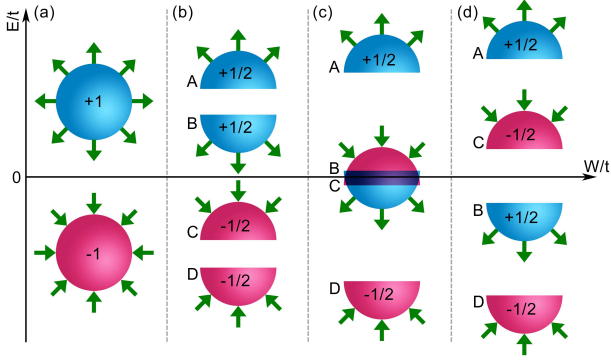 E/t
(a)
(b)
(c)
(d)
+1
-1
A
+1/2
B
+1/2
C
-1/2
D
-1/2
A
+1/2
B
C
D
-1/2
A
+1/2
C
-1/2
B
+1/2
D
-1/2
0
W/t